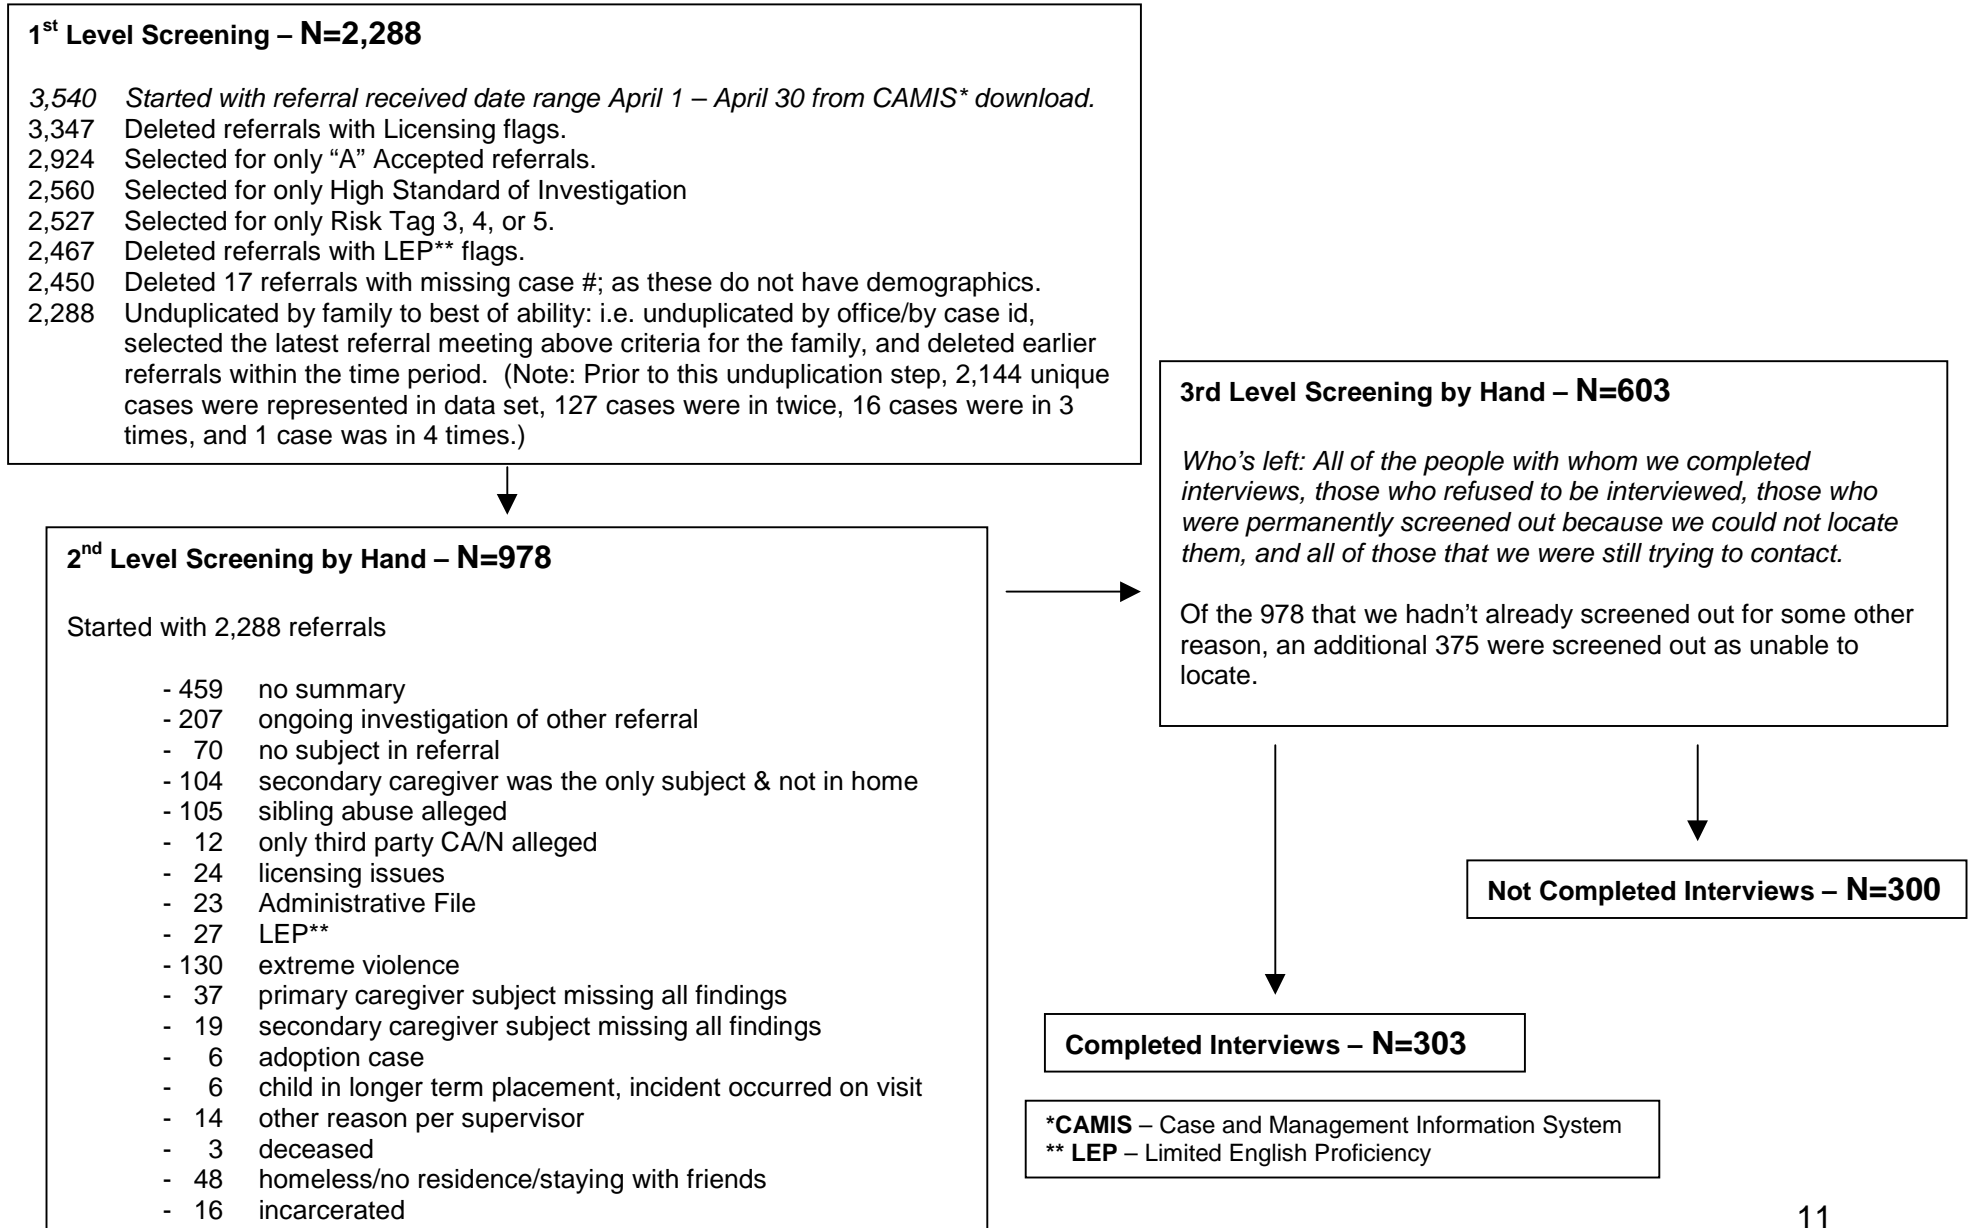 1st Level Screening – N=2,288
3,540 Started with referral received date range April 1 – April 30 from CAMIS* download.
3,347 Deleted referrals with Licensing flags.
2,924 Selected for only “A” Accepted referrals.
2,560 Selected for only High Standard of Investigation
2,527 Selected for only Risk Tag 3, 4, or 5.
2,467 Deleted referrals with LEP** flags.
2,450 Deleted 17 referrals with missing case #; as these do not have demographics.
2,288 Unduplicated by family to best of ability: i.e. unduplicated by office/by case id,
selected the latest referral meeting above criteria for the family, and deleted earlier
referrals within the time period. (Note: Prior to this unduplication step, 2,144 unique
cases were represented in data set, 127 cases were in twice, 16 cases were in 3
times, and 1 case was in 4 times.)
2nd Level Screening by Hand – N=978
Started with 2,288 referrals
- 459 no summary
- 207 ongoing investigation of other referral
- 70 no subject in referral
- 104 secondary caregiver was the only subject & not in home
- 105 sibling abuse alleged
- 12 only third party CA/N alleged
- 24 licensing issues
- 23 Administrative File
- 27 LEP**
- 130 extreme violence
- 37 primary caregiver subject missing all findings
- 19 secondary caregiver subject missing all findings
- 6 adoption case
- 6 child in longer term placement, incident occurred on visit
- 14 other reason per supervisor
- 3 deceased
- 48 homeless/no residence/staying with friends
- 16 incarcerated
3rd Level Screening by Hand – N=603
Who’s left: All of the people with whom we completed
interviews, those who refused to be interviewed, those who
were permanently screened out because we could not locate
them, and all of those that we were still trying to contact.
Of the 978 that we hadn’t already screened out for some other
reason, an additional 375 were screened out as unable to
locate.
Not Completed Interviews – N=300
Completed Interviews – N=303
*CAMIS – Case and Management Information System
** LEP – Limited English Proficiency
11